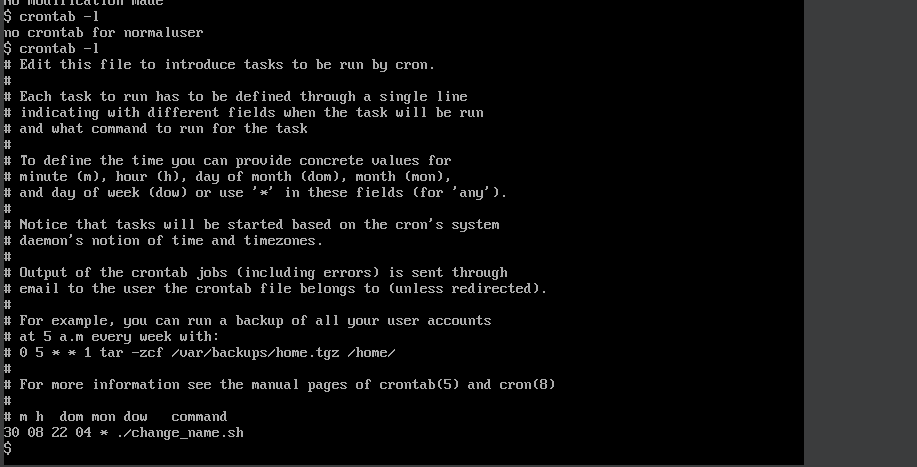 No modification made
$ crontab -l
no crontab for normaluser
$ crontab -l
# Edit this file to introduce tasks to be run by cron.
#
# Each task to run has to be defined through a single line
# indicating with different fields when the task will be run
# and what command to run for the task
#
# To define the time you can provide concrete values for
# minute (m), hour (h), day of month (dom), month (mon),
# and day of week (dow) or use '*' in these fields (for 'any').
#
# Notice that tasks will be started based on the cron's system
# daemon's notion of time and timezones.
#
# Output of the crontab jobs (including errors) is sent through
# email to the user the crontab file belongs to (unless redirected).
#
# For example, you can run a backup of all your user accounts
# at 5 a.m every week with:
# 0 5 * * 1 tar -zcf /var/backups/home.tgz /home/
#
# For more information see the manual pages of crontab(5) and cron(8)
#
# m h  dom mon dow   command
30 08 22 04 * ./change_name.sh
$